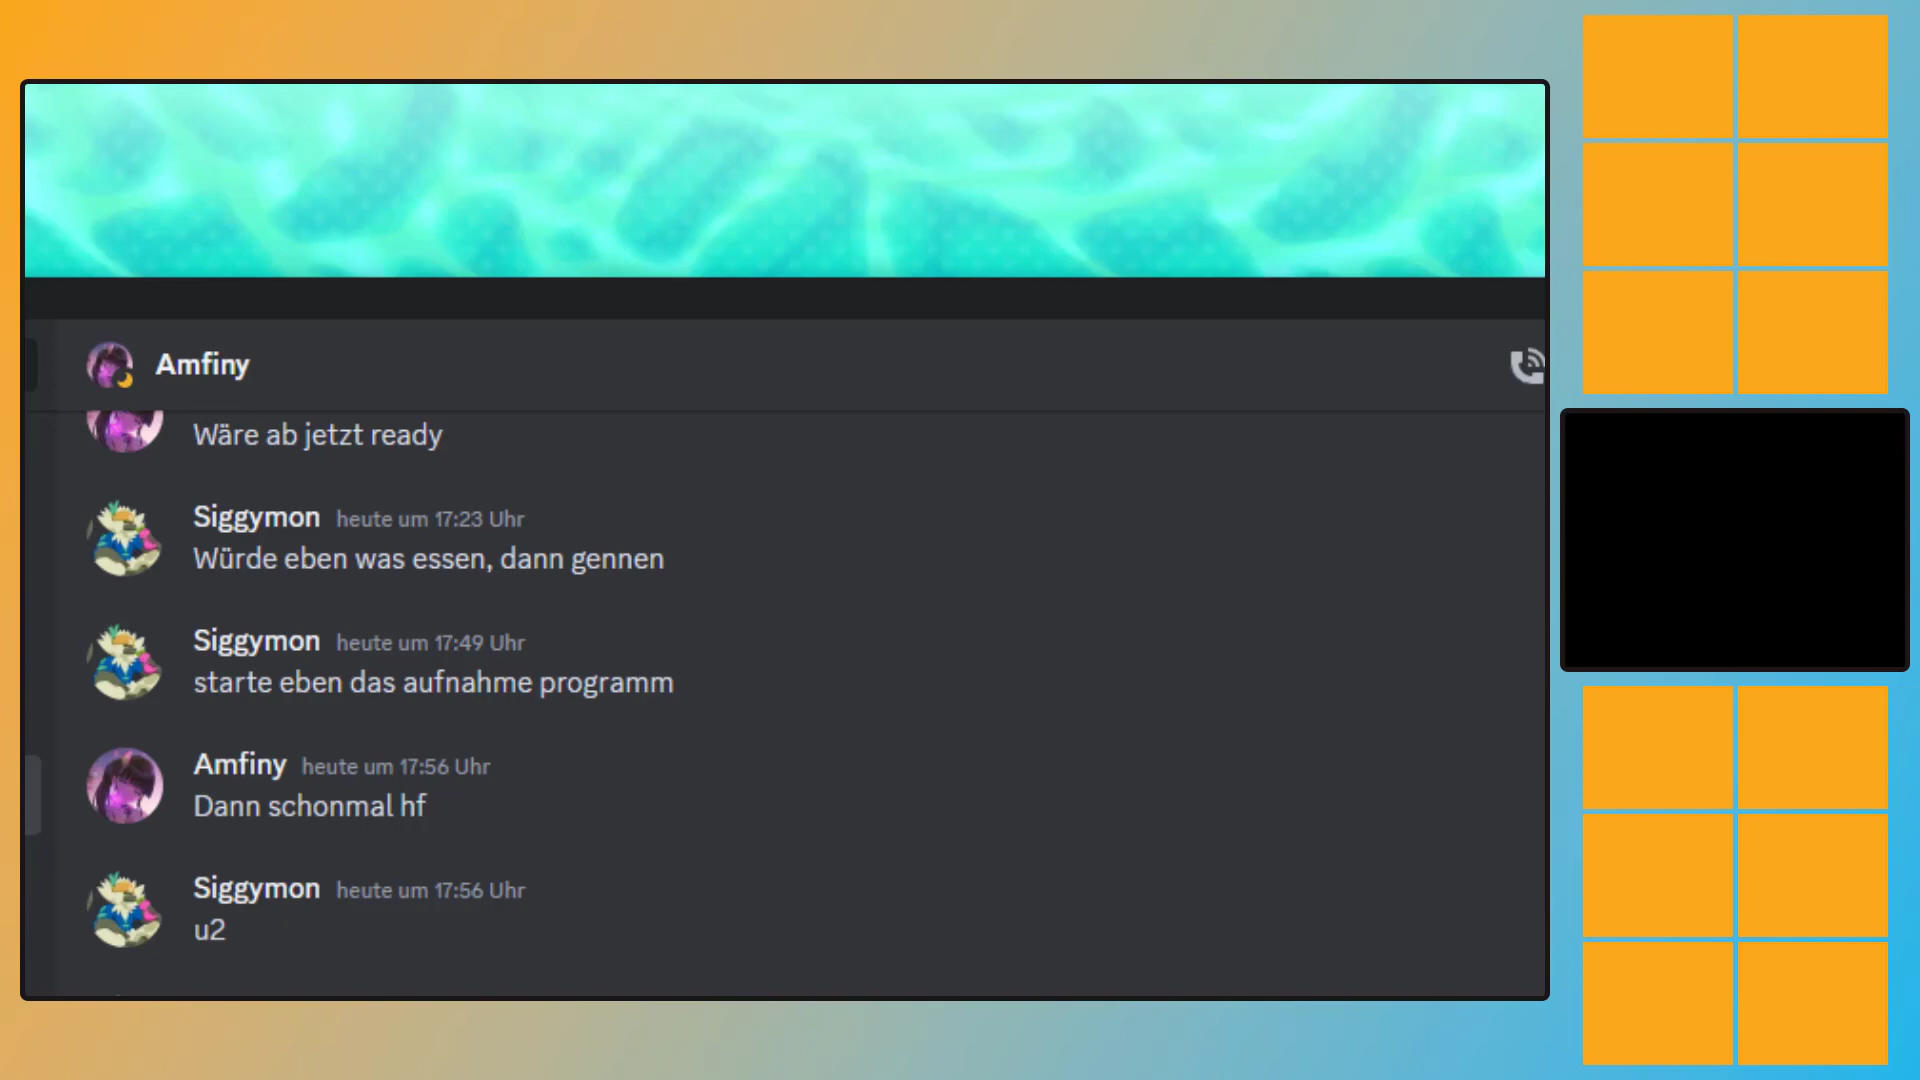 Amfiny
Wäre ab jetzt ready
Siggymon heute um 17:23 Uhr
Würde eben was essen, dann gennen
Siggymon heute um 17:49 Uhr
starte eben das aufnahme programm
Amfiny heute um 17:56 Uhr
Dann schonmal hf
Siggymon heute um 17:56 Uhr
u2